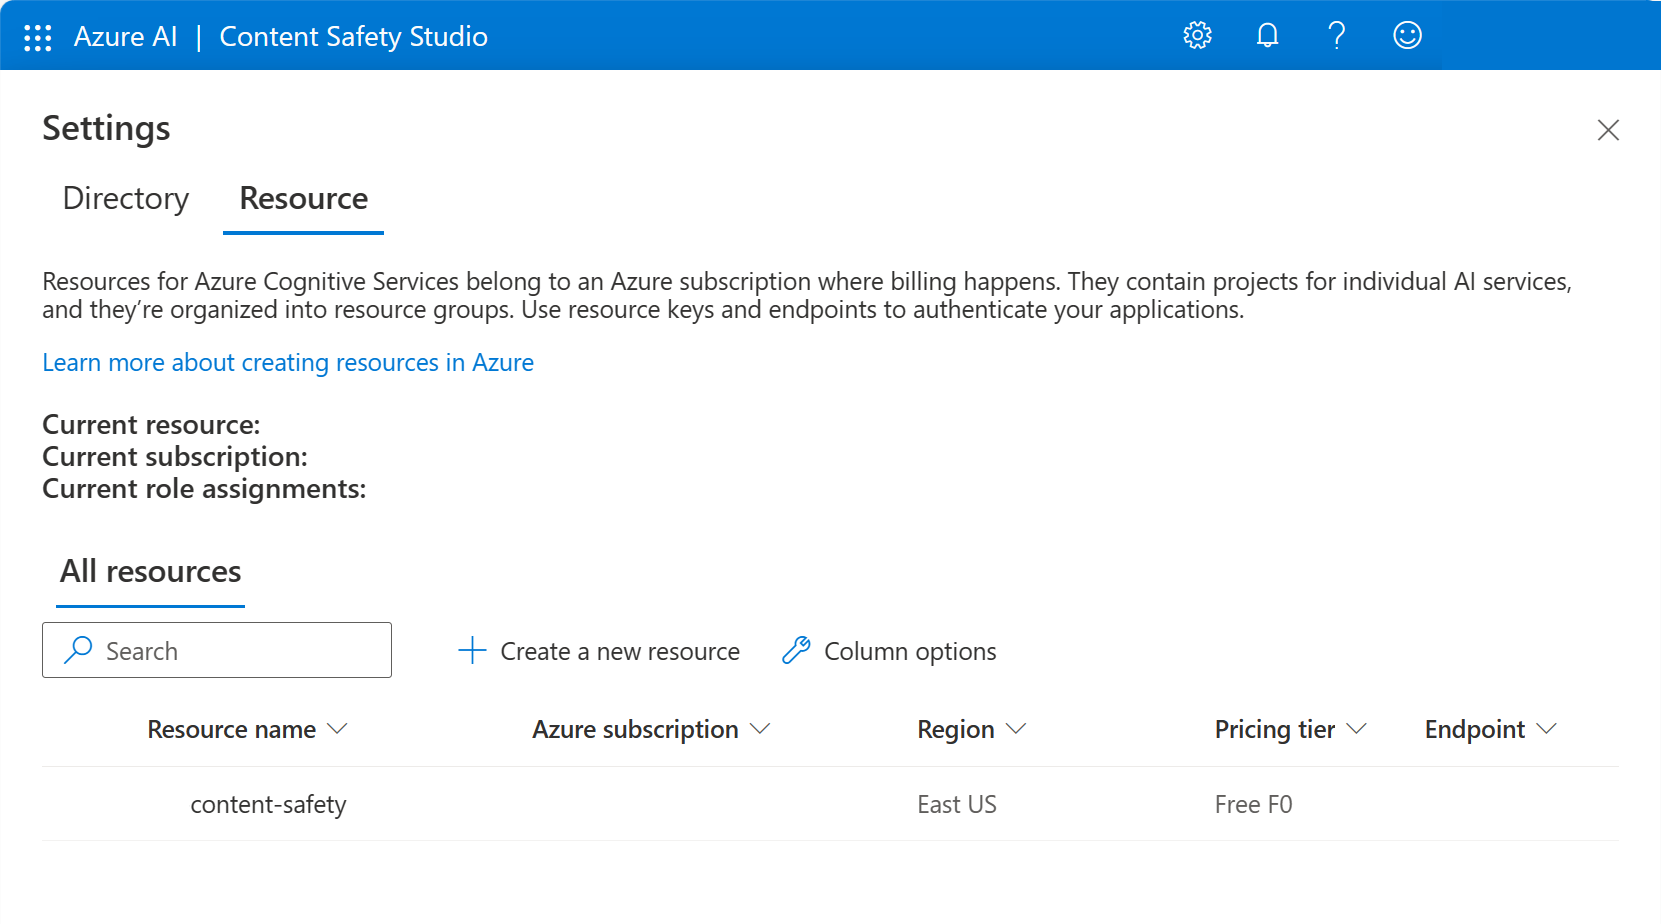 Azure AI | Content Safety Studio
Settings
Directory
Resource
Resources for Azure Cognitive Services belong to an Azure subscription where billing happens. They contain projects for individual AI services,
and they’re organized into resource groups. Use resource keys and endpoints to authenticate your applications.
Learn more about creating resources in Azure
Current resource:
Current subscription:
Current role assignments:
All resources
Search
Create a new resource
Column options
Resource name
Azure subscription
Region
Pricing tier
Endpoint
content-safety
East US
Free F0